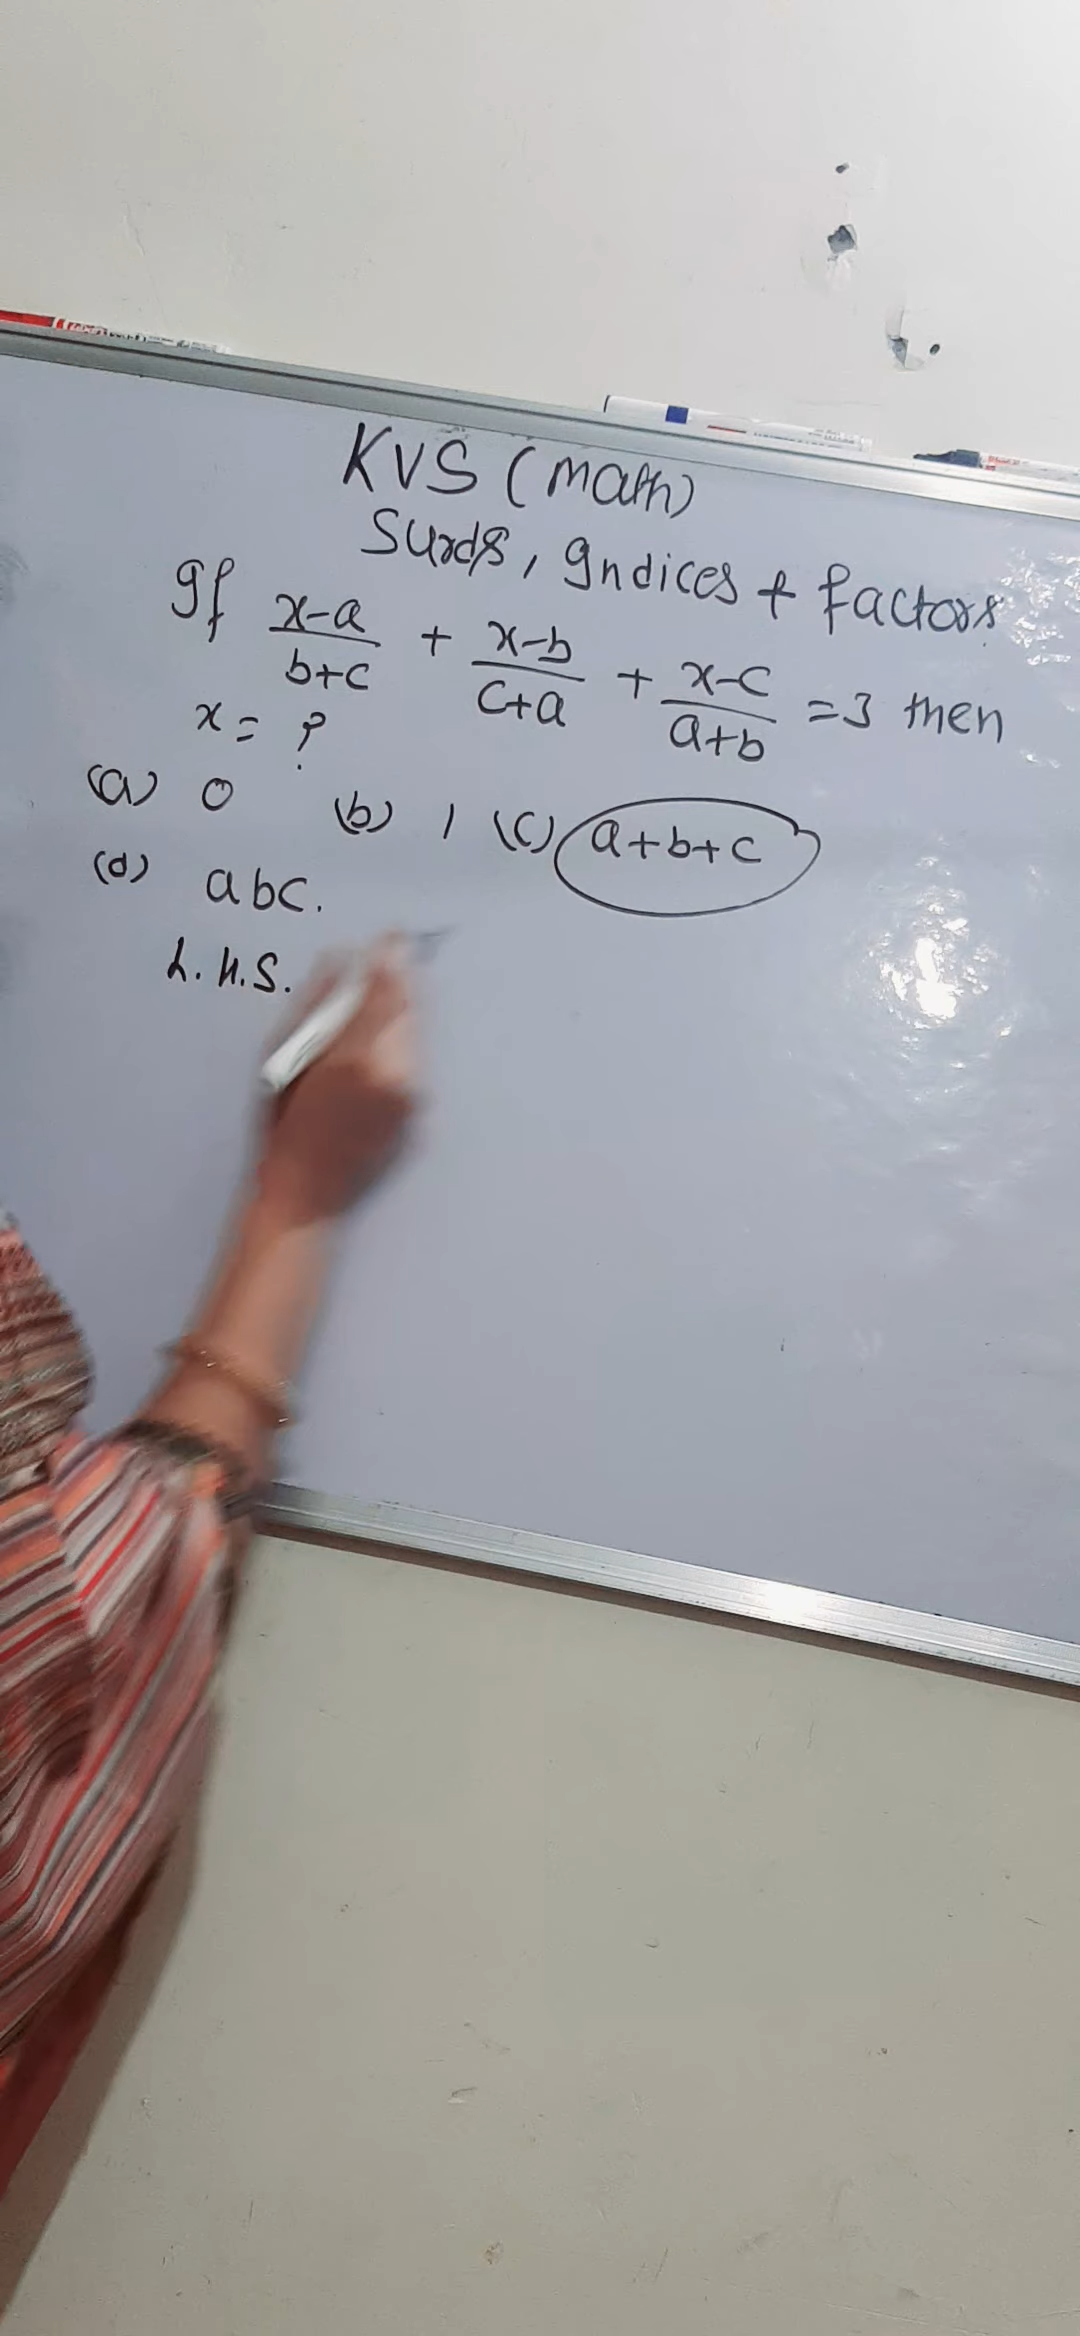 KVS (math)
Surds, Indices + factors
If x-a/b+c + x-b/c+a + x-c/a+b =3 then
x = ?
(a) 0 (b) 1 (c) a+b+c
(d) abc.
L.H.S.